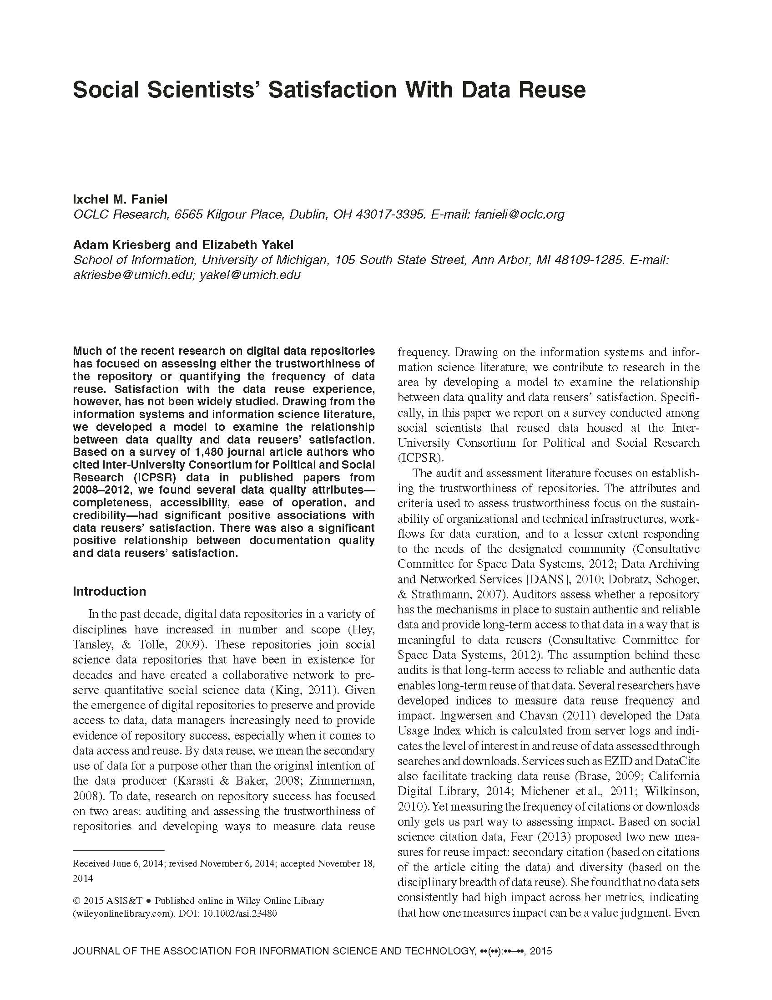 Social Scientists’ Satisfaction With Data Reuse
Ixchel M. Faniel
OCLC Research, 6565 Kilgour Place, Dublin, OH 43017-3395. E-mail: fanieli@oclc.org
Adam Kriesberg and Elizabeth Yakel
School of Information, University of Michigan, 105 South State Street, Ann Arbor, MI 48109-1285. E-mail:
akriesbe@umich.edu; yakel@umich.edu
Much of the recent research on digital data repositories
has focused on assessing either the trustworthiness of
the repository or quantifying the frequency of data
reuse. Satisfaction with the data reuse experience,
however, has not been widely studied. Drawing from the
information systems and information science literature,
we developed a model to examine the relationship
between data quality and data reusers’ satisfaction.
Based on a survey of 1,480 journal article authors who
cited Inter-University Consortium for Political and Social
Research (ICPSR) data in published papers from
2008–2012, we found several data quality attributes—
completeness, accessibility, ease of operation, and
credibility—had significant positive associations with
data reusers’ satisfaction. There was also a significant
positive relationship between documentation quality
and data reusers’ satisfaction.
Introduction
In the past decade, digital data repositories in a variety of
disciplines have increased in number and scope (Hey,
Tansley, & Tolle, 2009). These repositories join social
science data repositories that have been in existence for
decades and have created a collaborative network to pre-
serve quantitative social science data (King, 2011). Given
the emergence of digital repositories to preserve and provide
access to data, data managers increasingly need to provide
evidence of repository success, especially when it comes to
data access and reuse. By data reuse, we mean the secondary
use of data for a purpose other than the original intention of
the data producer (Karasti & Baker, 2008; Zimmerman,
2008). To date, research on repository success has focused
on two areas: auditing and assessing the trustworthiness of
repositories and developing ways to measure data reuse
Received June 6, 2014; revised November 6, 2014; accepted November 18,
2014
© 2015 ASIS&T • Published online in Wiley Online Library
(wileyonlinelibrary.com). DOI: 10.1002/asi.23480
frequency. Drawing on the information systems and infor-
mation science literature, we contribute to research in the
area by developing a model to examine the relationship
between data quality and data reusers’ satisfaction. Specifi-
cally, in this paper we report on a survey conducted among
social scientists that reused data housed at the Inter-
University Consortium for Political and Social Research
(ICPSR).
The audit and assessment literature focuses on establish-
ing the trustworthiness of repositories. The attributes and
criteria used to assess trustworthiness focus on the sustain-
ability of organizational and technical infrastructures, work-
flows for data curation, and to a lesser extent responding
to the needs of the designated community (Consultative
Committee for Space Data Systems, 2012; Data Archiving
and Networked Services [DANS], 2010; Dobratz, Schoger,
& Strathmann, 2007). Auditors assess whether a repository
has the mechanisms in place to sustain authentic and reliable
data and provide long-term access to that data in a way that is
meaningful to data reusers (Consultative Committee for
Space Data Systems, 2012). The assumption behind these
audits is that long-term access to reliable and authentic data
enables long-term reuse of that data. Several researchers have
developed indices to measure data reuse frequency and
impact. Ingwersen and Chavan (2011) developed the Data
Usage Index which is calculated from server logs and indi-
cates the level of interest in and reuse of data assessed through
searches and downloads. Services such as EZID and DataCite
also facilitate tracking data reuse (Brase, 2009; California
Digital Library, 2014; Michener et al., 2011; Wilkinson,
2010). Yet measuring the frequency of citations or downloads
only gets us part way to assessing impact. Based on social
science citation data, Fear (2013) proposed two new mea-
sures for reuse impact: secondary citation (based on citations
of the article citing the data) and diversity (based on the
disciplinary breadth of data reuse). She found that no data sets
consistently had high impact across her metrics, indicating
that how one measures impact can be a value judgment. Even
JOURNAL OF THE ASSOCIATION FOR INFORMATION SCIENCE AND TECHNOLOGY, ••(••):••–••, 2015